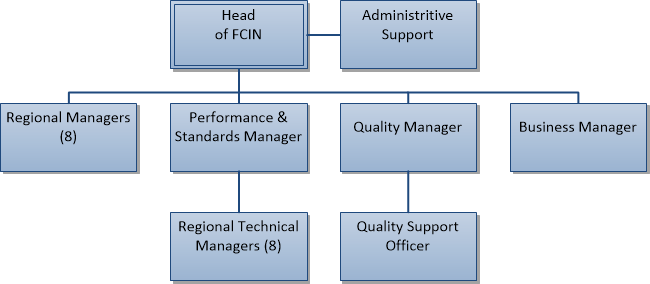 Head
of FCIN
Administritive
Support
Regional Managers
(8)
Performance &
Standards Manager
Quality Manager
Business Manager
Regional Technical
Managers (8)
Quality Support
Officer